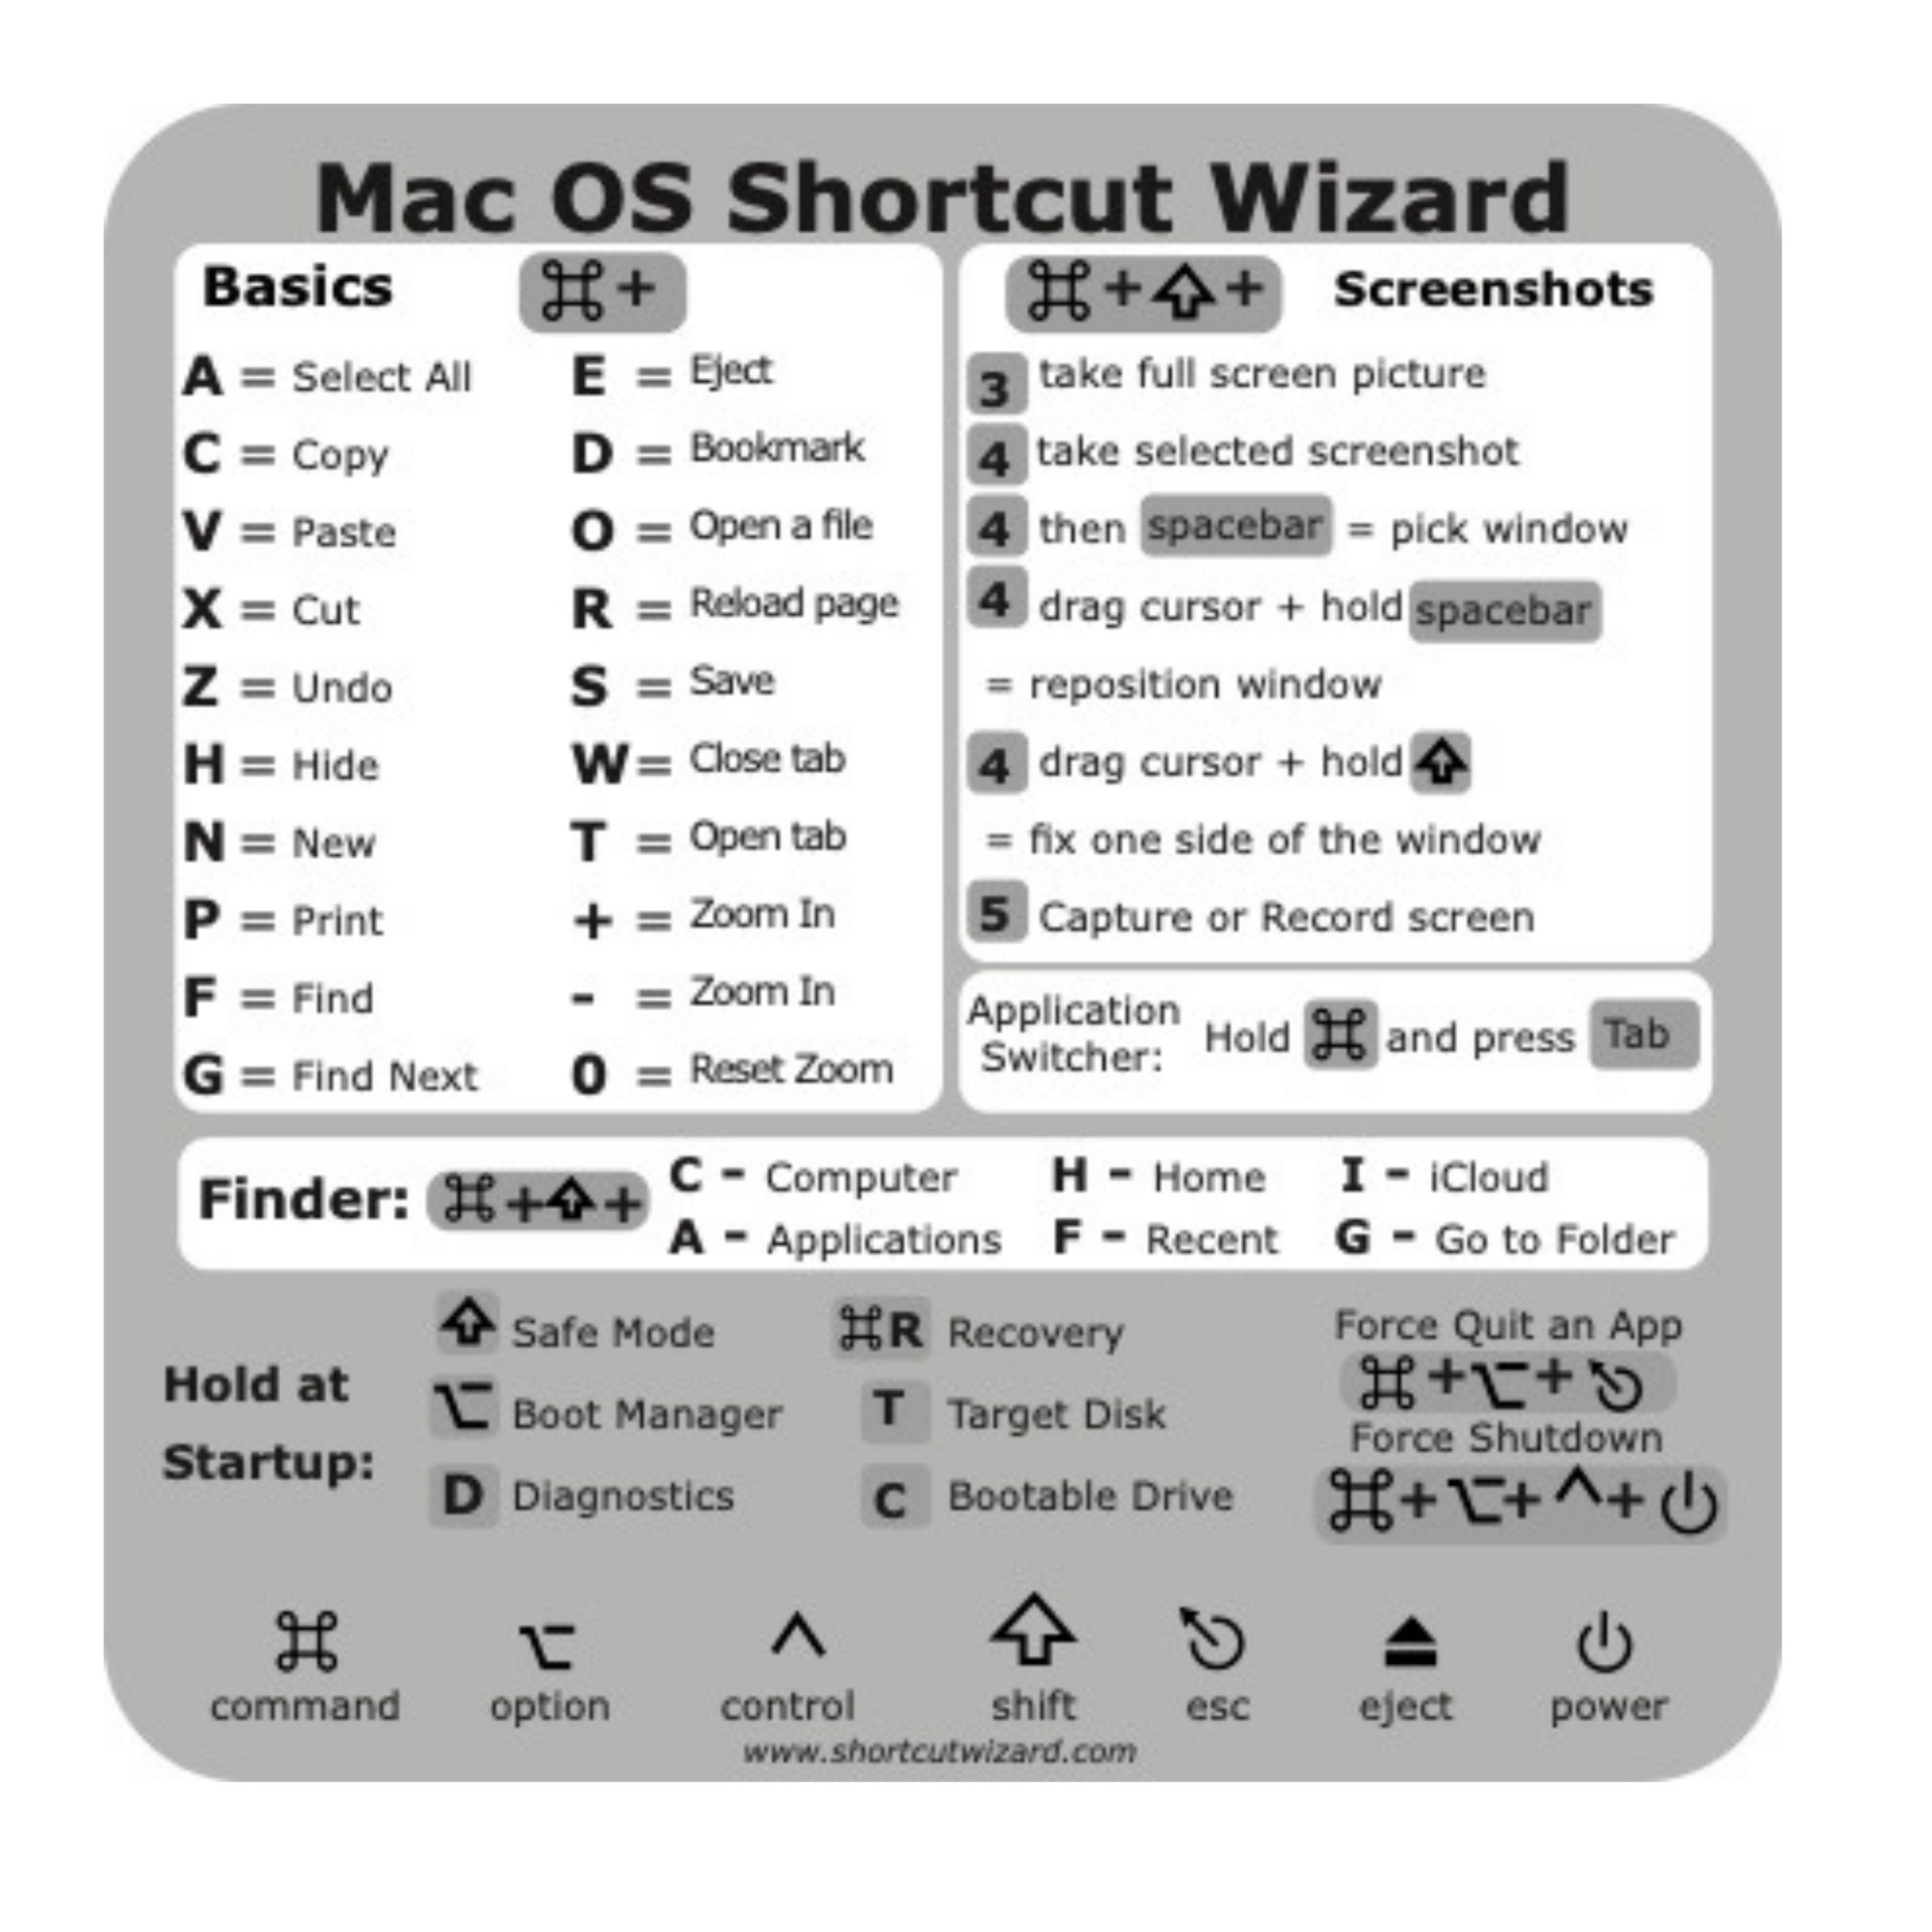 Mac OS Shortcut Wizard
Basics ⌘+
A = Select All
C = Copy
V = Paste
X = Cut
Z = Undo
H = Hide
N = New
P = Print
F = Find
G = Find Next
E = Eject
D = Bookmark
O = Open a file
R = Reload page
S = Save
W = Close tab
T = Open tab
+ = Zoom In
- = Zoom In
0 = Reset Zoom
⌘+⇧+ Screenshots
3 take full screen picture
4 take selected screenshot
4 then spacebar = pick window
4 drag cursor + hold spacebar
= reposition window
4 drag cursor + hold ⇧
= fix one side of the window
5 Capture or Record screen
Application
Switcher:
Hold ⌘ and press Tab
Finder: ⌘+⇧+
C - Computer H - Home I - iCloud
A - Applications F - Recent G - Go to Folder
Hold at
Startup:
⇧ Safe Mode
⌥ Boot Manager
D Diagnostics
⌘R Recovery
T Target Disk
C Bootable Drive
Force Quit an App
⌘+⌥+⎋
Force Shutdown
⌘+⌥+^+⏻
⌘ ⌥ ^ ⇧ ⎋ ⏏ ⏻
command option control shift esc eject power
www.shortcutwizard.com